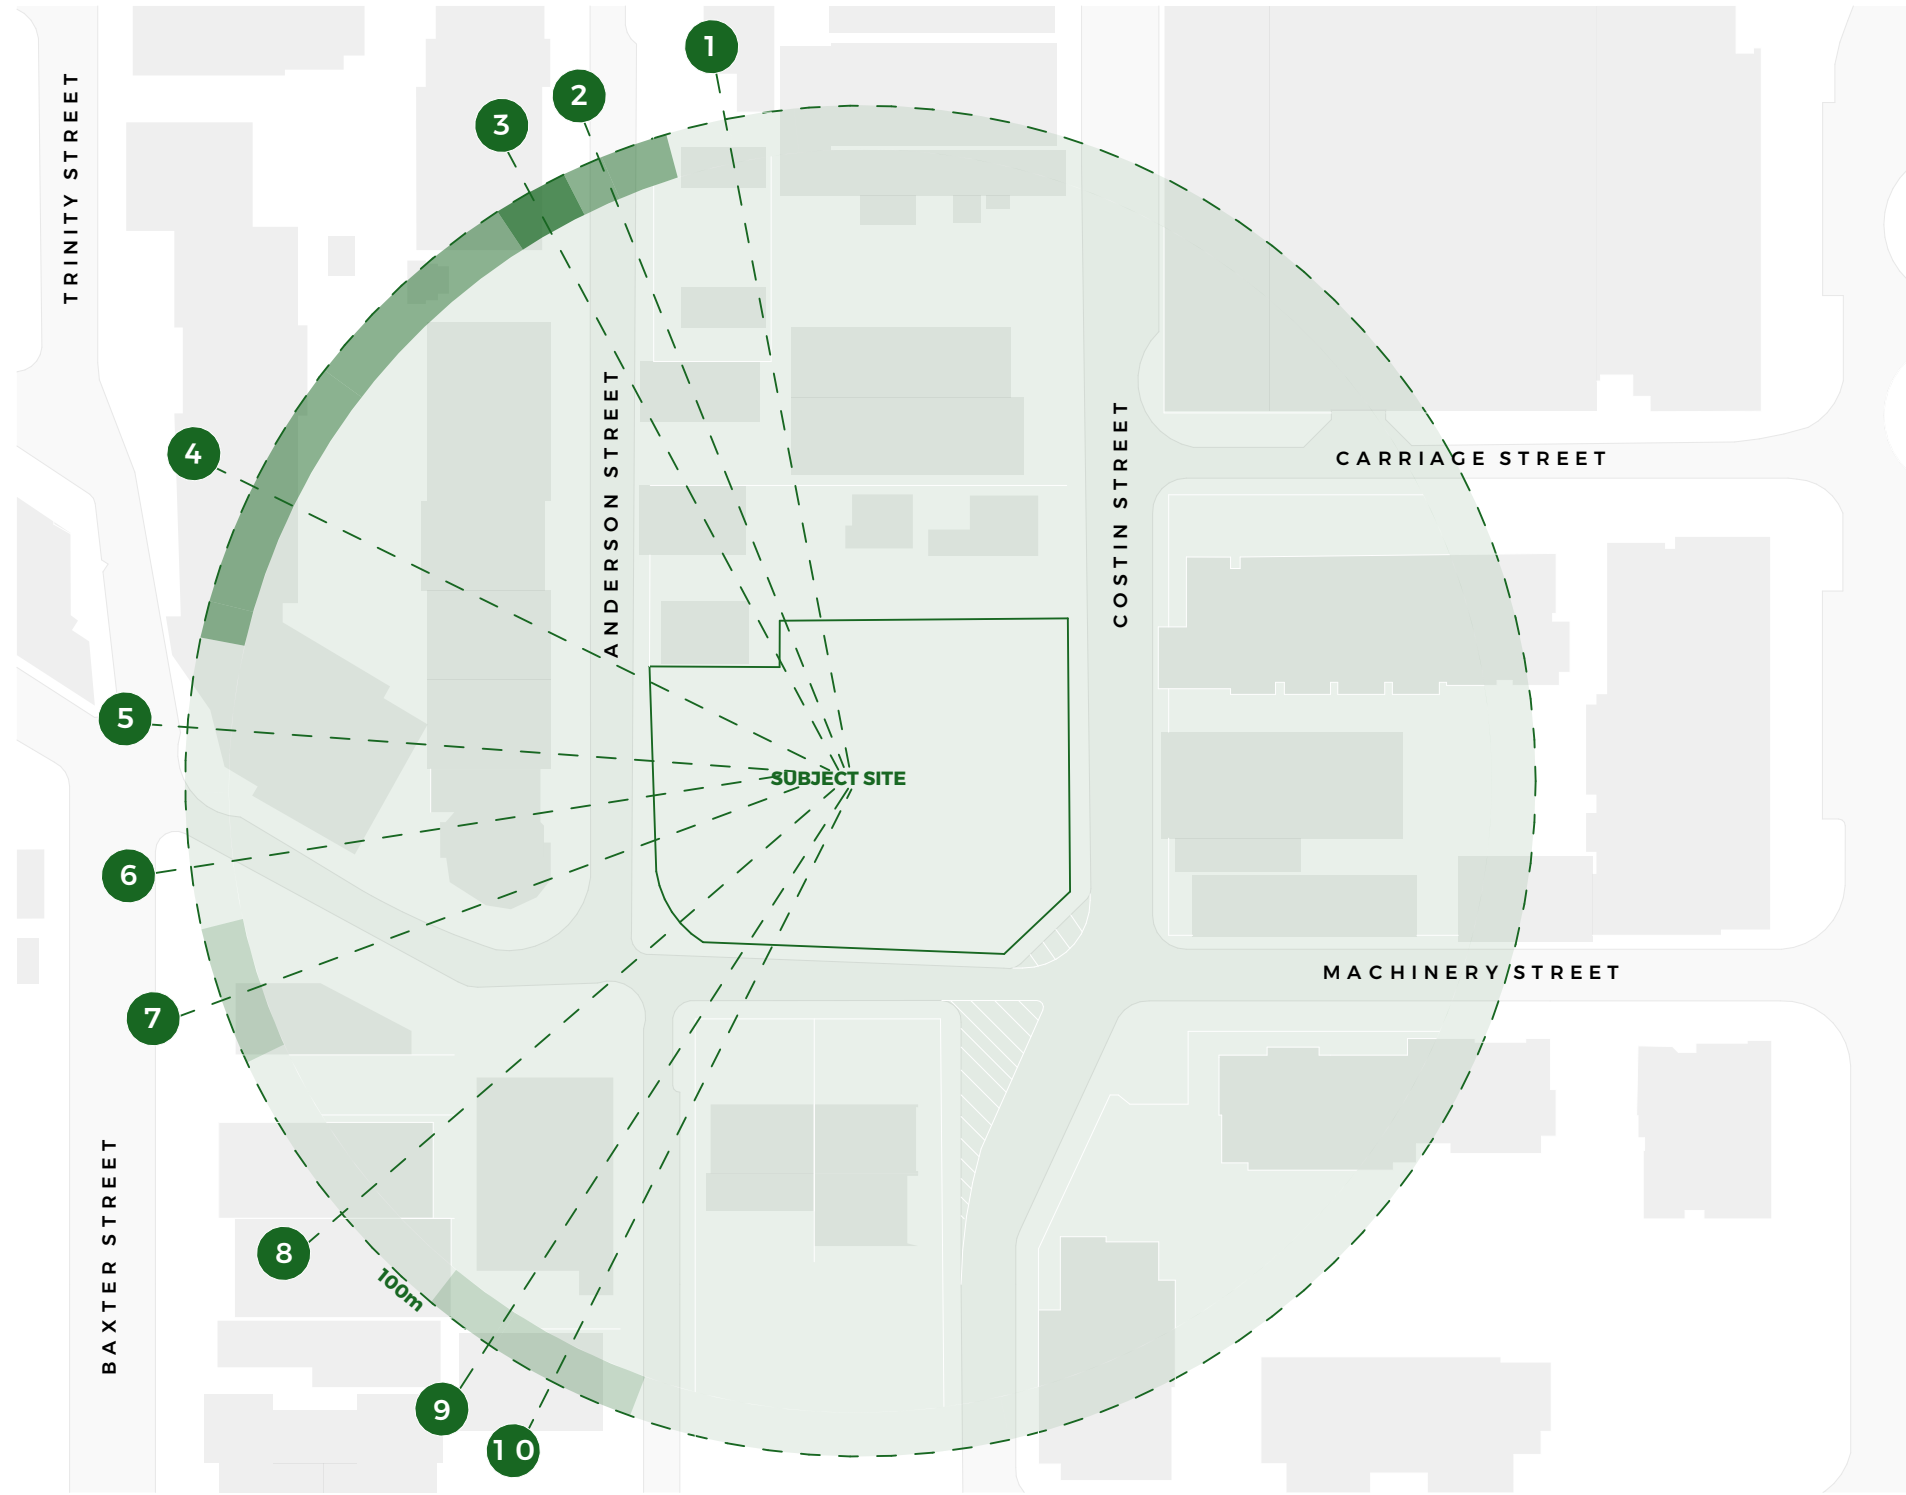 1
2
3
TRINITY STREET
4
ANDERSON STREET
COSTIN STREET
CARRIAGE STREET
5
SUBJECT SITE
6
MACHINERY STREET
7
8
100m
BAXTER STREET
9
10